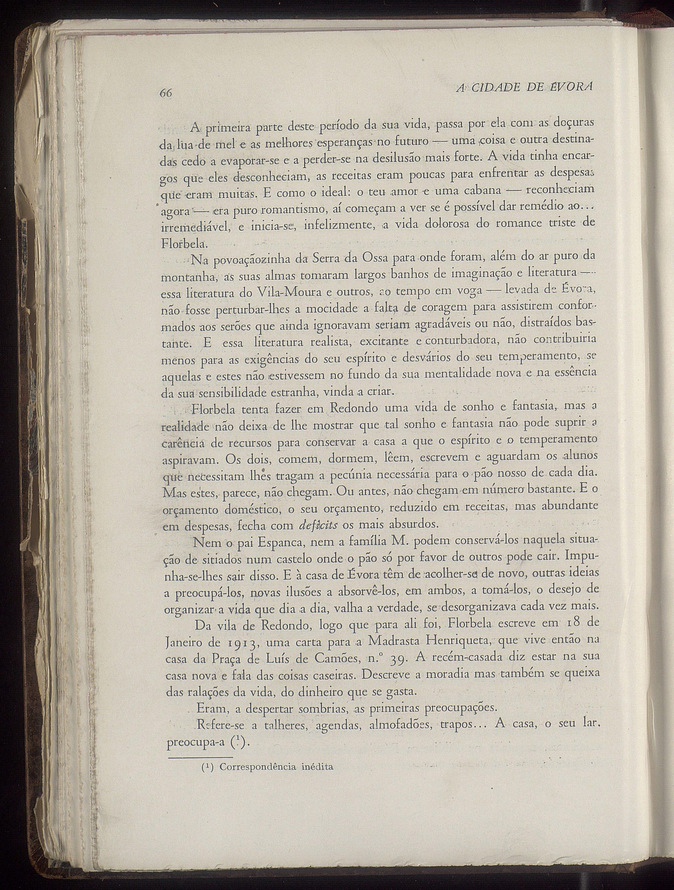 66
A CIDADE DE ÉVORA
A primeira parte deste período da sua vida, passa por ela com as doçuras
da lua de mel e as melhores esperanças no futuro — uma coisa e outra destina-
das cedo a evaporar-se e a perder-se na desilusão mais forte. A vida tinha encar-
gos que eles desconheciam, as receitas eram poucas para enfrentar as despesas
que eram muitas. E como o ideal: o teu amor e uma cabana — reconheciam
agora — era puro romantismo, aí começam a ver se é possível dar remédio ao...
irremediável, e inicia-se, infelizmente, a vida dolorosa do romance triste de
Florbela.
Na povoaçãozinha da Serra da Ossa para onde foram, além do ar puro da
montanha, as suas almas tomaram largos banhos de imaginação e literatura —
essa literatura do Vila-Moura e outros, ao tempo em voga — levada de Évora,
não fosse perturbar-lhes a mocidade a falta de coragem para assistirem confor-
mados aos serões que ainda ignoravam seriam agradáveis ou não, distraídos bas-
tante. E essa literatura realista, excitante e conturbadora, não contribuiria
menos para as exigências do seu espírito e desvários do seu temperamento, se
aquelas e estes não estivessem no fundo da sua mentalidade nova e na essência
da sua sensibilidade estranha, vinda a criar.
Florbela tenta fazer em Redondo uma vida de sonho e fantasia, mas a
realidade não deixa de lhe mostrar que tal sonho e fantasia não pode suprir a
carência de recursos para conservar a casa a que o espírito e o temperamento
aspiravam. Os dois, comem, dormem, lêem, escrevem e aguardam os alunos
que necessitam lhes tragam a pecúnia necessária para o pão nosso de cada dia.
Mas estes, parece, não chegam. Ou antes, não chegam em número bastante. E o
orçamento doméstico, o seu orçamento, reduzido em receitas, mas abundante
em despesas, fecha com deficits os mais absurdos.
Nem o pai Espanca, nem a família M. podem conservá-los naquela situa-
ção de sitiados num castelo onde o pão só por favor de outros pode cair. Impu-
nha-se-lhes sair disso. E à casa de Évora têm de acolher-se de novo, outras ideias
a preocupá-los, novas ilusões a absorvê-los, em ambos, a tomá-los, o desejo de
organizar a vida que dia a dia, valha a verdade, se desorganizava cada vez mais.
Da vila de Redondo, logo que para ali foi, Florbela escreve em 18 de
Janeiro de 1913, uma carta para a Madrasta Henriqueta, que vive então na
casa da Praça de Luís de Camões, n.º 39. A recém-casada diz estar na sua
casa nova e fala das coisas caseiras. Descreve a moradia mas também se queixa
das ralações da vida, do dinheiro que se gasta.
Eram, a despertar sombrias, as primeiras preocupações.
Refere-se a talheres, agendas, almofadões, trapos... A casa, o seu lar,
preocupa-a (¹).
(¹) Correspondência inédita